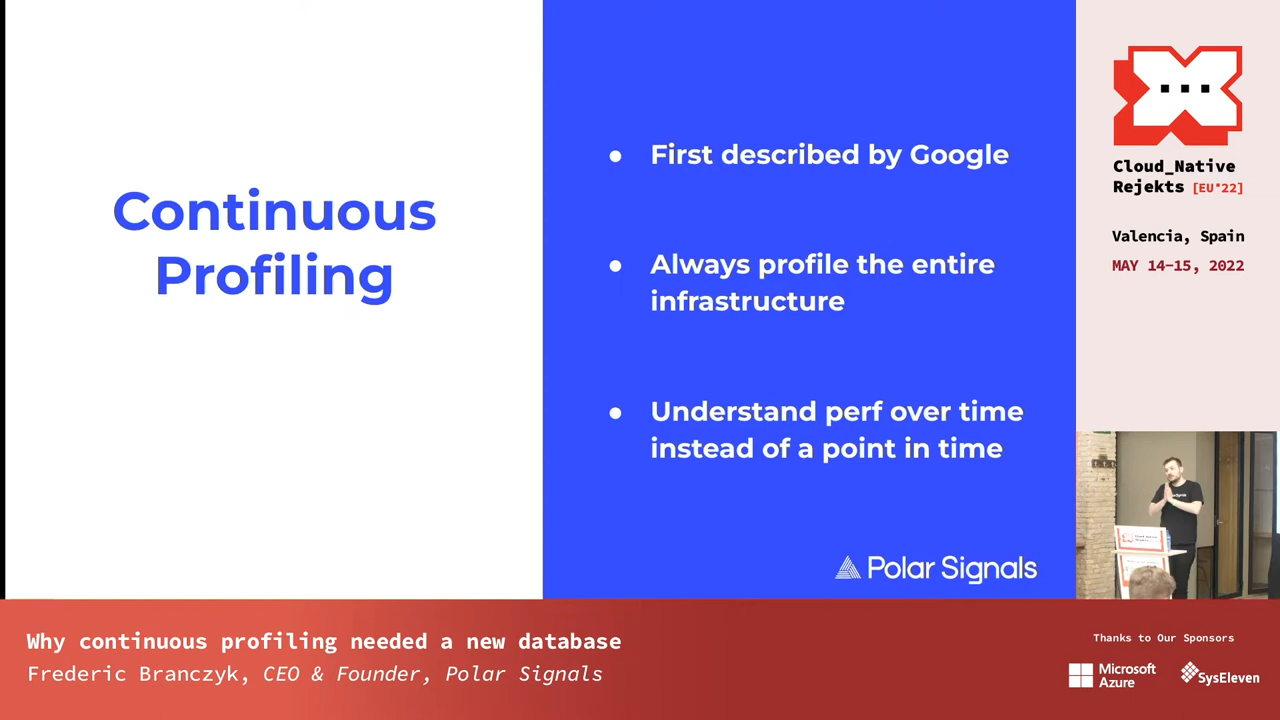 Continuous
Profiling
● First described by Google
● Always profile the entire
infrastructure
● Understand perf over time
instead of a point in time
Polar Signals
Cloud_Native
Rejekts [EU*22]
Valencia, Spain
MAY 14-15, 2022
Why continuous profiling needed a new database
Frederic Branczyk, CEO & Founder, Polar Signals
Thanks to Our Sponsors
Microsoft
Azure
SysEleven